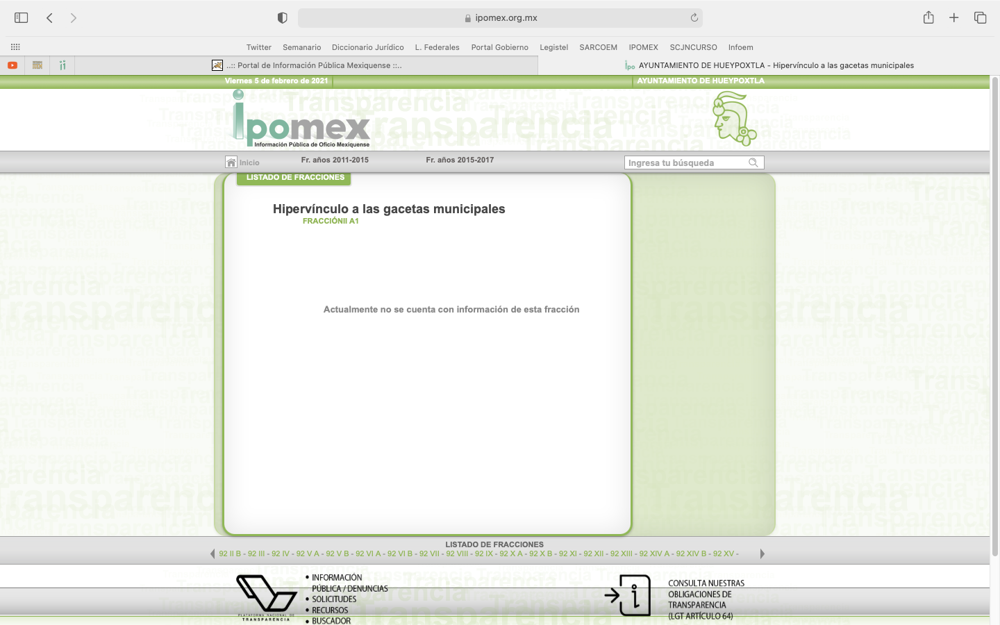 ipomex.org.mx
Twitter Semanario Diccionario Jurídico L. Federales Portal Gobierno Legistel SARCOEM IPOMEX SCJNCURSO Infoem
..:: Portal de Información Pública Mexiquense ::..
AYUNTAMIENTO DE HUEYPOXTLA - Hipervínculo a las gacetas municipales
Viernes 5 de febrero de 2021
AYUNTAMIENTO DE HUEYPOXTLA
ipomex
Información Pública de Oficio Mexiquense
Inicio
Fr. años 2011-2015
Fr. años 2015-2017
Ingresa tu búsqueda
LISTADO DE FRACCIONES
Hipervínculo a las gacetas municipales
FRACCIÓNII A1
Actualmente no se cuenta con información de esta fracción
LISTADO DE FRACCIONES
92 II B - 92 III - 92 IV - 92 V A - 92 V B - 92 VI A - 92 VI B - 92 VII - 92 VIII - 92 IX - 92 X A - 92 X B - 92 XI - 92 XII - 92 XIII - 92 XIV A - 92 XIV B - 92 XV -
PLATAFORMA NACIONAL DE
TRANSPARENCIA
• INFORMACIÓN
PÚBLICA / DENUNCIAS
• SOLICITUDES
• RECURSOS
• BUSCADOR
CONSULTA NUESTRAS
OBLIGACIONES DE
TRANSPARENCIA
(LGT ARTÍCULO 64)